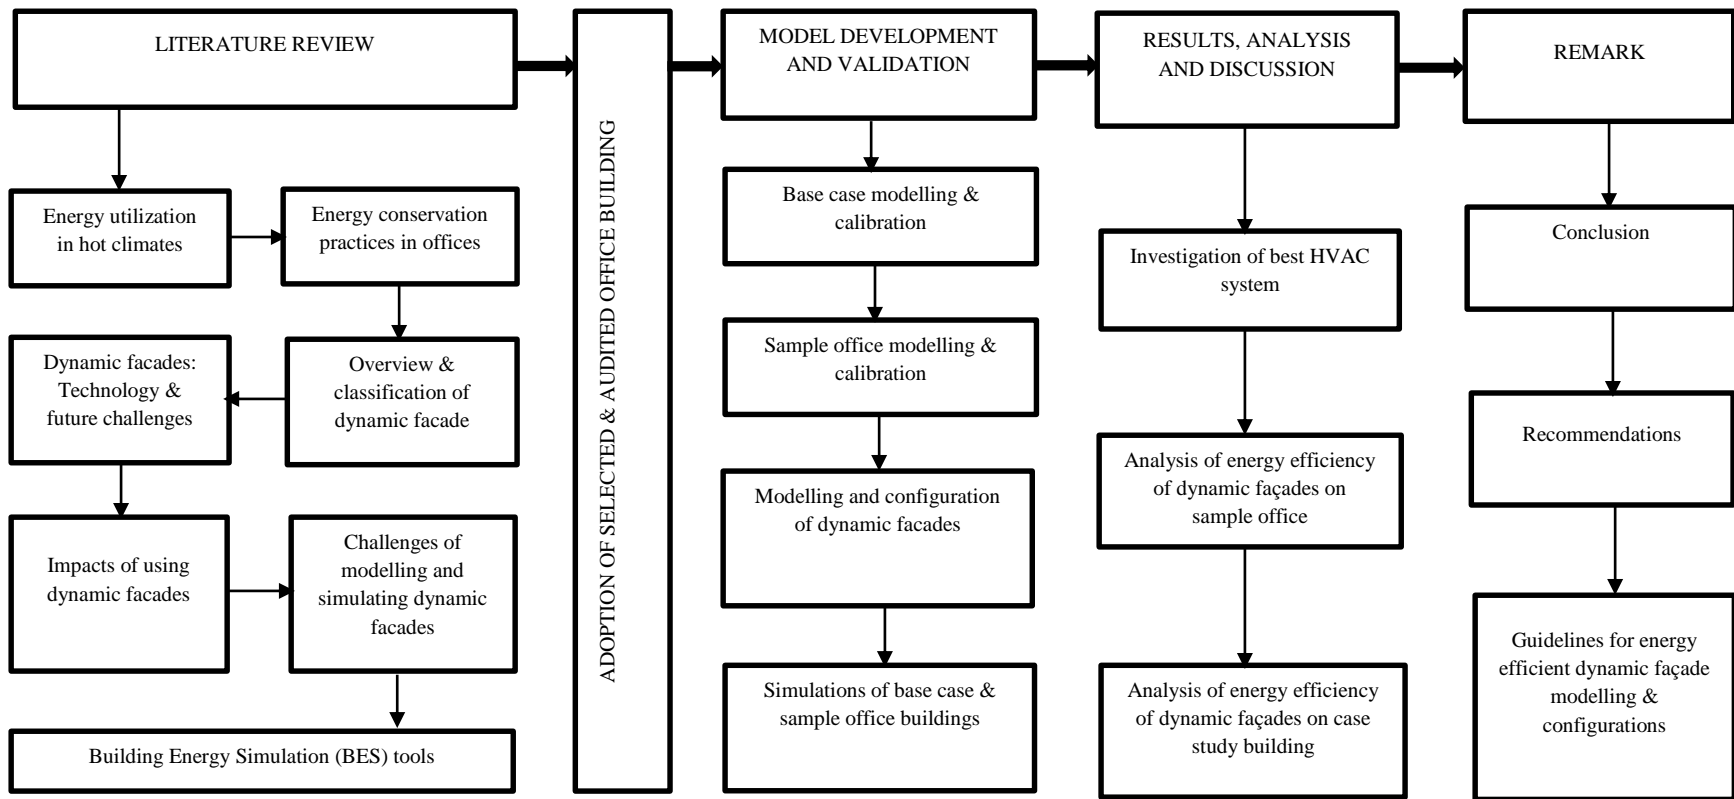 LITERATURE REVIEW
Energy utilization
in hot climates
Energy conservation
practices in offices
Dynamic facades:
Technology &
future challenges
Overview &
classification of
dynamic facade
Impacts of using
dynamic facades
Challenges of
modelling and
simulating dynamic
facades
Building Energy Simulation (BES) tools
ADOPTION OF SELECTED & AUDITED OFFICE BUILDING
MODEL DEVELOPMENT
AND VALIDATION
Base case modelling &
calibration
Sample office modelling &
calibration
Modelling and configuration
of dynamic facades
Simulations of base case &
sample office buildings
RESULTS, ANALYSIS
AND DISCUSSION
Investigation of best HVAC
system
Analysis of energy efficiency
of dynamic façades on
sample office
Analysis of energy efficiency
of dynamic façades on case
study building
REMARK
Conclusion
Recommendations
Guidelines for energy
efficient dynamic façade
modelling &
configurations